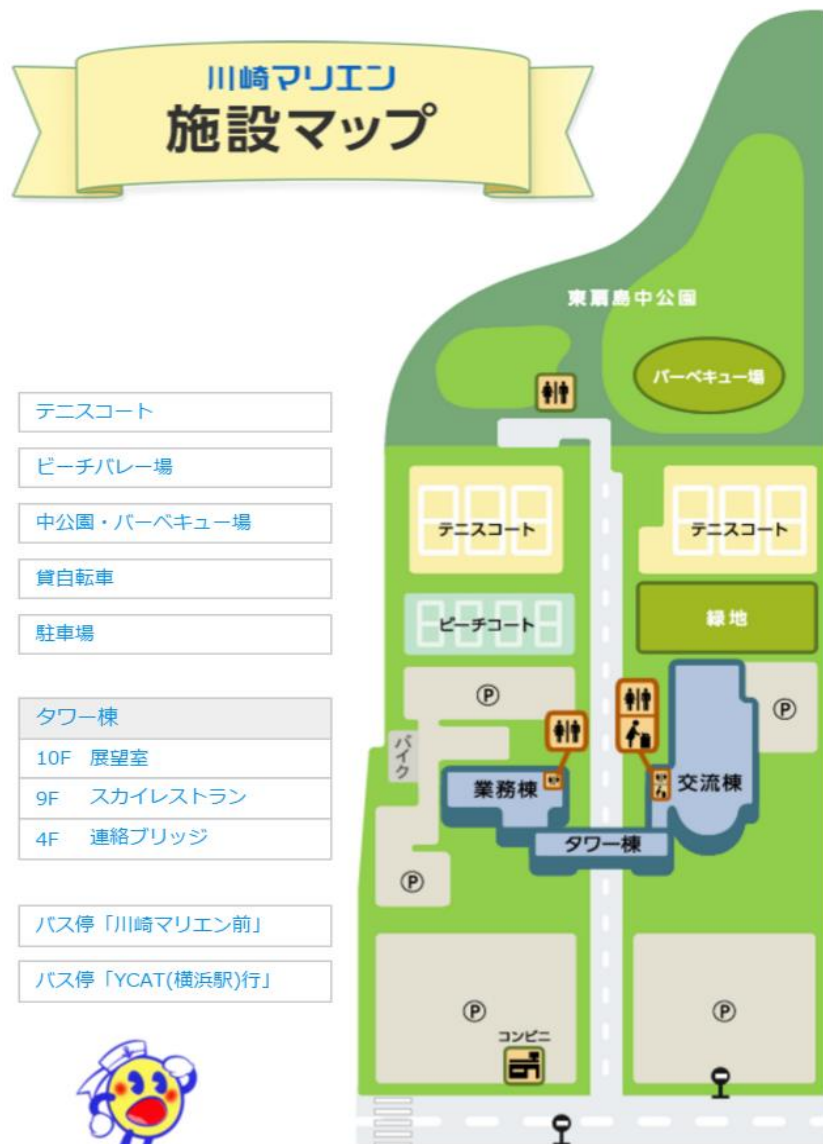 川崎マリエン
施設マップ
テニスコート
ビーチバレー場
中公園・バーベキュー場
貸自転車
駐車場
タワー棟
10F 展望室
9F スカイレストラン
4F 連絡ブリッジ
バス停「川崎マリエン前」
バス停「YCAT(横浜駅)行」
東扇島中公園
バーベキュー場
テニスコート
テニスコート
ビーチコート
緑地
P
P
バイク
業務棟
交流棟
タワー棟
P
P
P
コンビニ